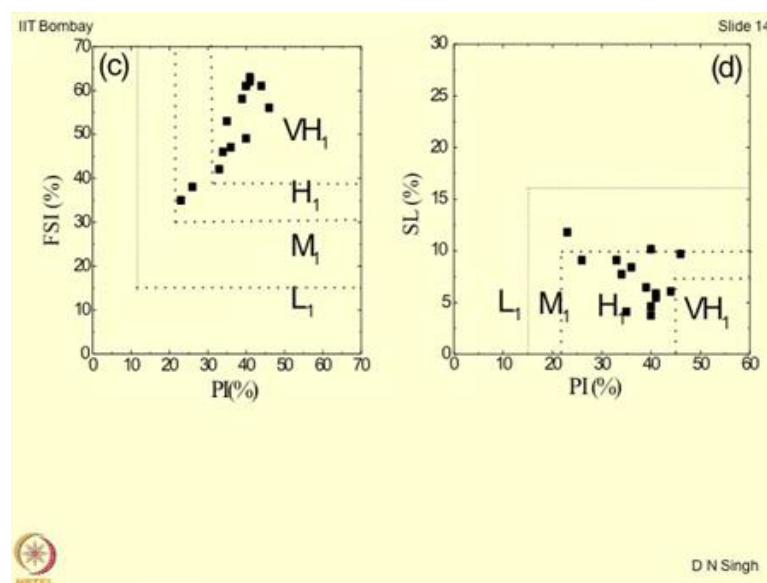 IIT Bombay
Slide 14
(c)
FSI (%)
70
60
50
40
30
20
10
0
VH1
H1
M1
L1
0 10 20 30 40 50 60 70
PI(%)
(d)
SL (%)
30
25
20
15
10
5
0
L1 M1 H1 VH1
0 10 20 30 40 50 60
PI (%)
D N Singh